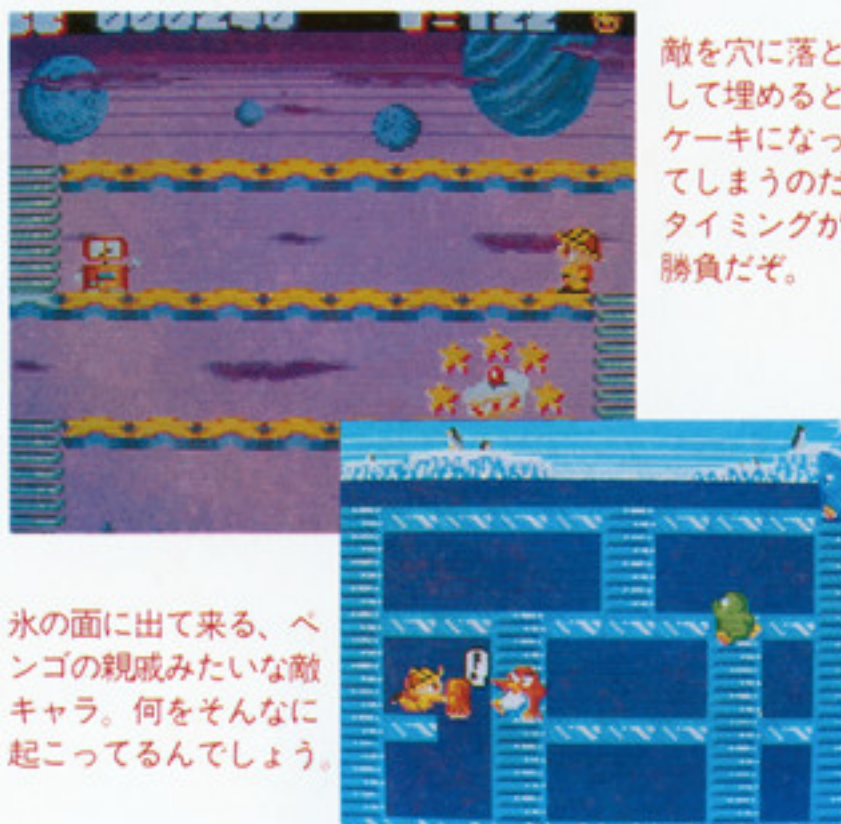 000240
T=122
敵を穴に落と
して埋めると
ケーキになっ
てしまうのだ
タイミングが
勝負だぞ。
氷の面に出て来る、ペ
ンゴの親戚みたいな敵
キャラ。何をそんなに
起こってるんでしょう。